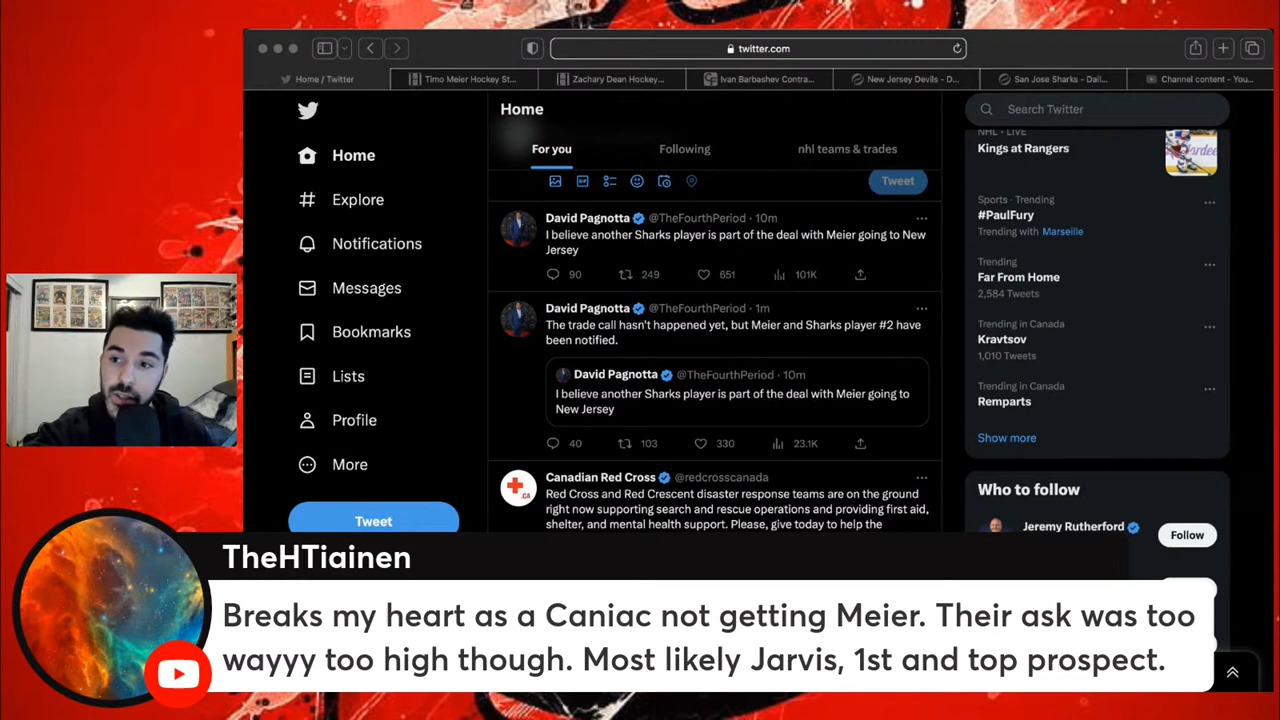 twitter.com
Home / Twitter
Timo Meier Hockey St...
Zachary Dean Hockey...
Ivan Barbashev Contra...
New Jersey Devils - D...
San Jose Sharks - Dail...
Channel content - You...
Home
Explore
Notifications
Messages
Bookmarks
Lists
Profile
More
Tweet
Home
For you
Following
nhl teams & trades
GIF
Tweet
David Pagnotta @TheFourthPeriod · 10m
I believe another Sharks player is part of the deal with Meier going to New
Jersey
90
249
651
101K
David Pagnotta @TheFourthPeriod · 1m
The trade call hasn't happened yet, but Meier and Sharks player #2 have
been notified.
David Pagnotta @TheFourthPeriod · 10m
I believe another Sharks player is part of the deal with Meier going to
New Jersey
40
103
330
23.1K
.CA
Canadian Red Cross @redcrosscanada
Red Cross and Red Crescent disaster response teams are on the ground
right now supporting search and rescue operations and providing first aid,
shelter, and mental health support. Please, give today to help the
Search Twitter
NHL · LIVE
Kings at Rangers
Sports · Trending
#PaulFury
Trending with Marseille
Trending
Far From Home
2,584 Tweets
Trending in Canada
Kravtsov
1,010 Tweets
Trending in Canada
Remparts
Show more
Who to follow
Jeremy Rutherford
Follow
TheHTiainen
Breaks my heart as a Caniac not getting Meier. Their ask was too
wayyy too high though. Most likely Jarvis, 1st and top prospect.